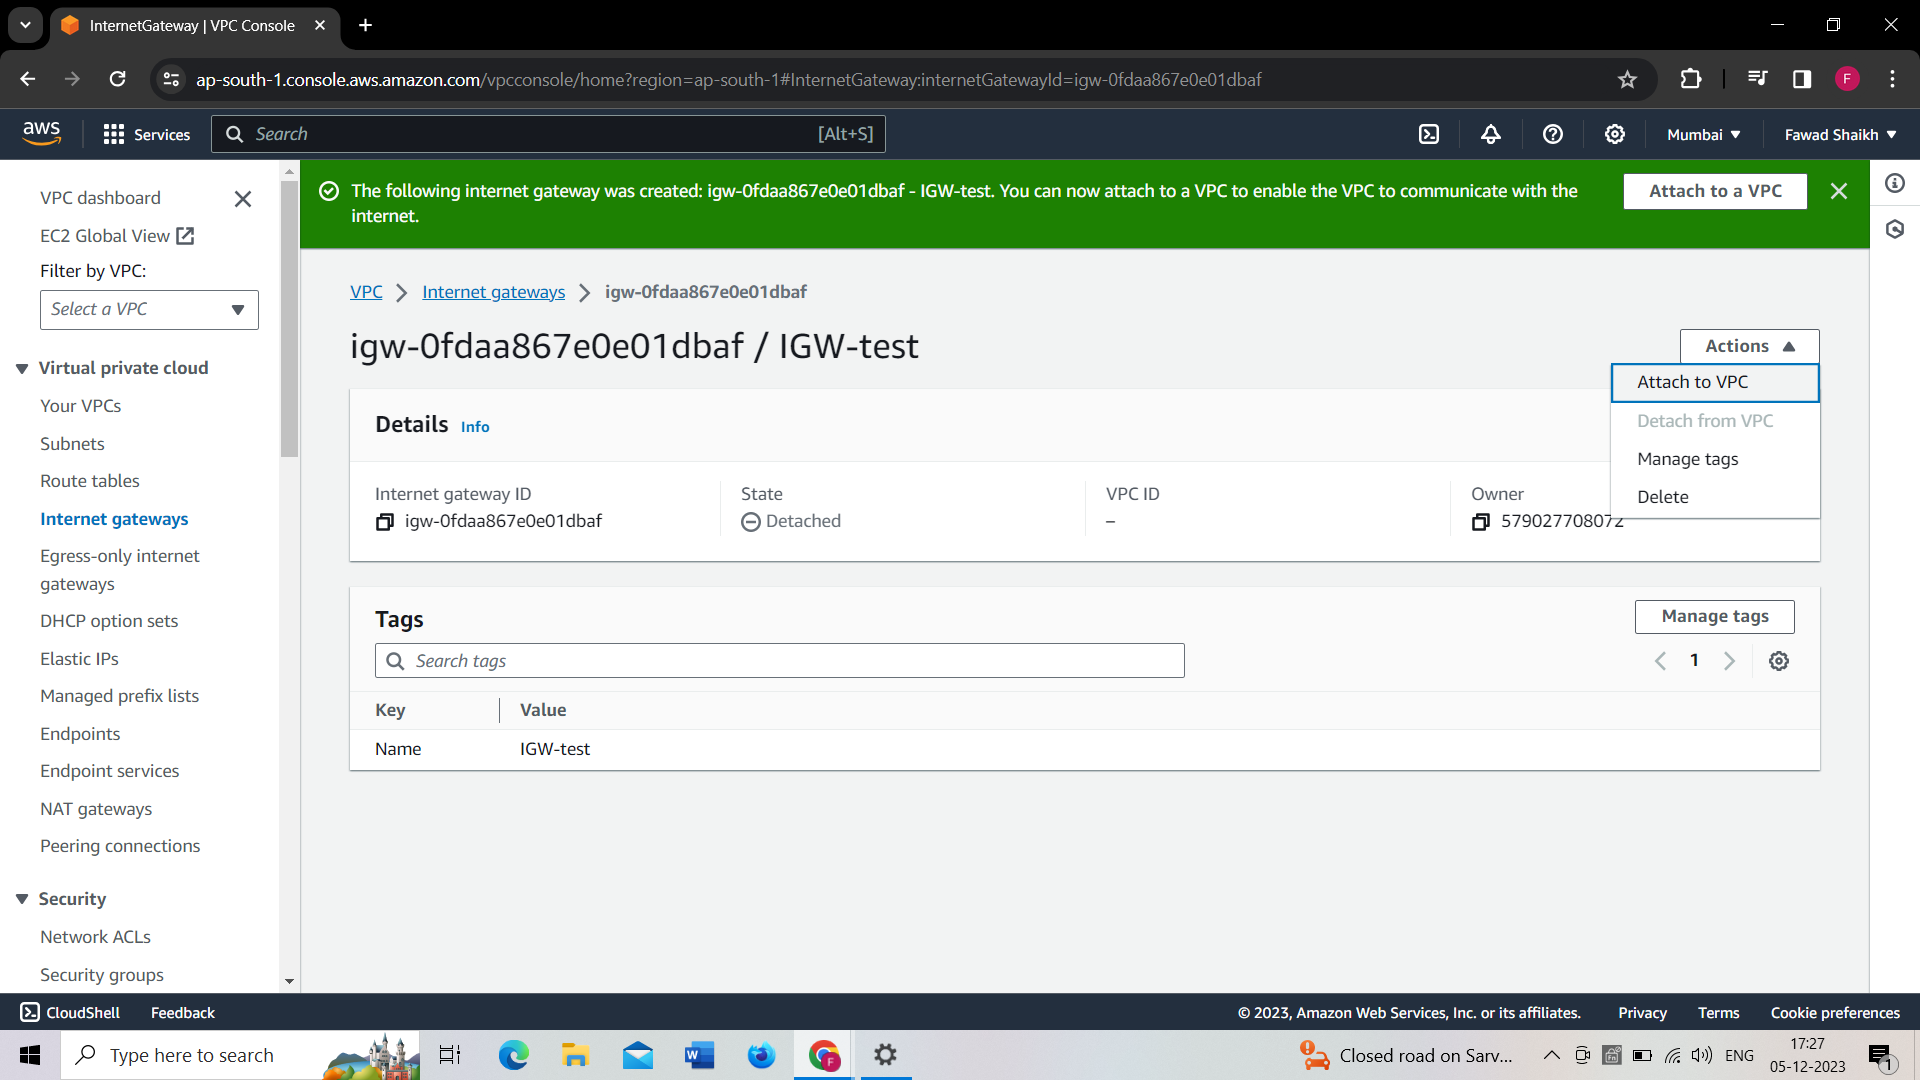 InternetGateway | VPC Console
ap-south-1.console.aws.amazon.com/vpcconsole/home?region=ap-south-1#InternetGateway:internetGatewayId=igw-0fdaa867e0e01dbaf
F
aws
Services
Search
[Alt+S]
Mumbai
Fawad Shaikh
VPC dashboard
EC2 Global View
Filter by VPC:
Select a VPC
Virtual private cloud
Your VPCs
Subnets
Route tables
Internet gateways
Egress-only internet
gateways
DHCP option sets
Elastic IPs
Managed prefix lists
Endpoints
Endpoint services
NAT gateways
Peering connections
Security
Network ACLs
Security groups
The following internet gateway was created: igw-0fdaa867e0e01dbaf - IGW-test. You can now attach to a VPC to enable the VPC to communicate with the
internet.
Attach to a VPC
VPC
Internet gateways
igw-0fdaa867e0e01dbaf
igw-0fdaa867e0e01dbaf / IGW-test
Actions
Attach to VPC
Detach from VPC
Manage tags
Delete
Details Info
Internet gateway ID
igw-0fdaa867e0e01dbaf
State
Detached
VPC ID
–
Owner
579027708072
Tags
Manage tags
Search tags
1
Key Value
Name IGW-test
CloudShell
Feedback
© 2023, Amazon Web Services, Inc. or its affiliates.
Privacy
Terms
Cookie preferences
Type here to search
Closed road on Sarv...
ENG
17:27
05-12-2023
1